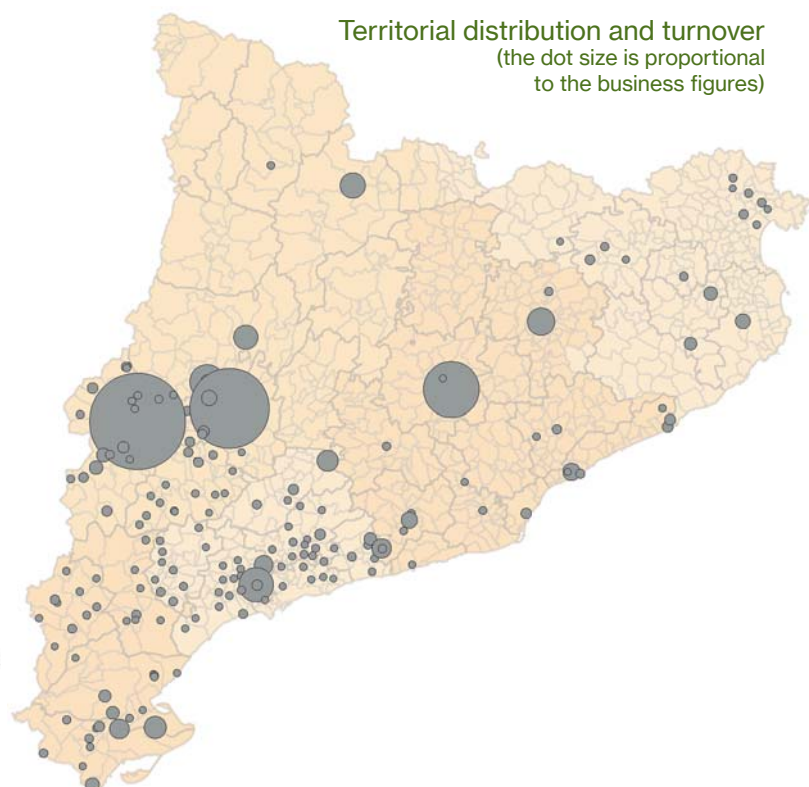 Territorial distribution and turnover
(the dot size is proportional
to the business figures)